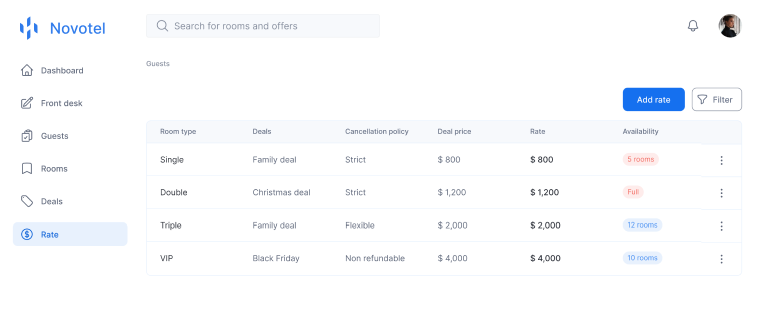 Novotel
Search for rooms and offers
Dashboard
Front desk
Guests
Rooms
Deals
Rate
Guests
Add rate
Filter
Room type Deals Cancellation policy Deal price Rate Availability
Single Family deal Strict $ 800 $ 800 5 rooms
Double Christmas deal Strict $ 1,200 $ 1,200 Full
Triple Family deal Flexible $ 2,000 $ 2,000 12 rooms
VIP Black Friday Non refundable $ 4,000 $ 4,000 10 rooms